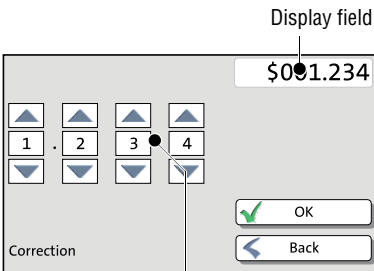 Display field
$001.234
1 . 2 3 4
OK
Correction
Back